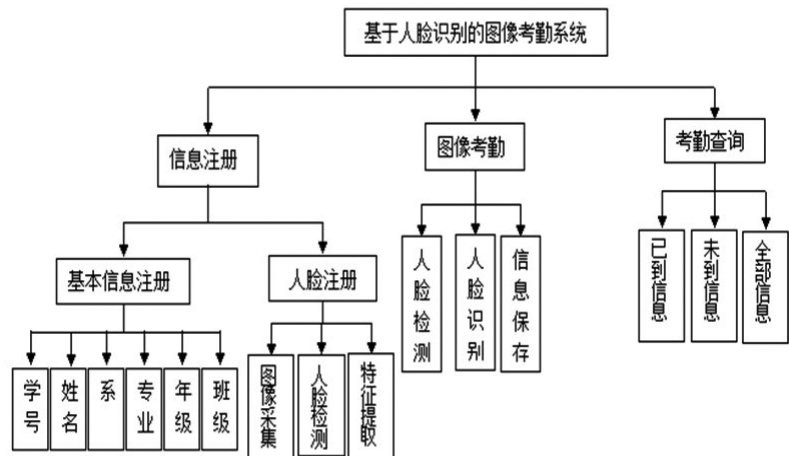 基于人脸识别的图像考勤系统
信息注册
图像考勤
考勤查询
基本信息注册
人脸注册
人脸检测
人脸识别
信息保存
已到信息
未到信息
全部信息
学号
姓名
系
专业
年级
班级
图像采集
人脸检测
特征提取